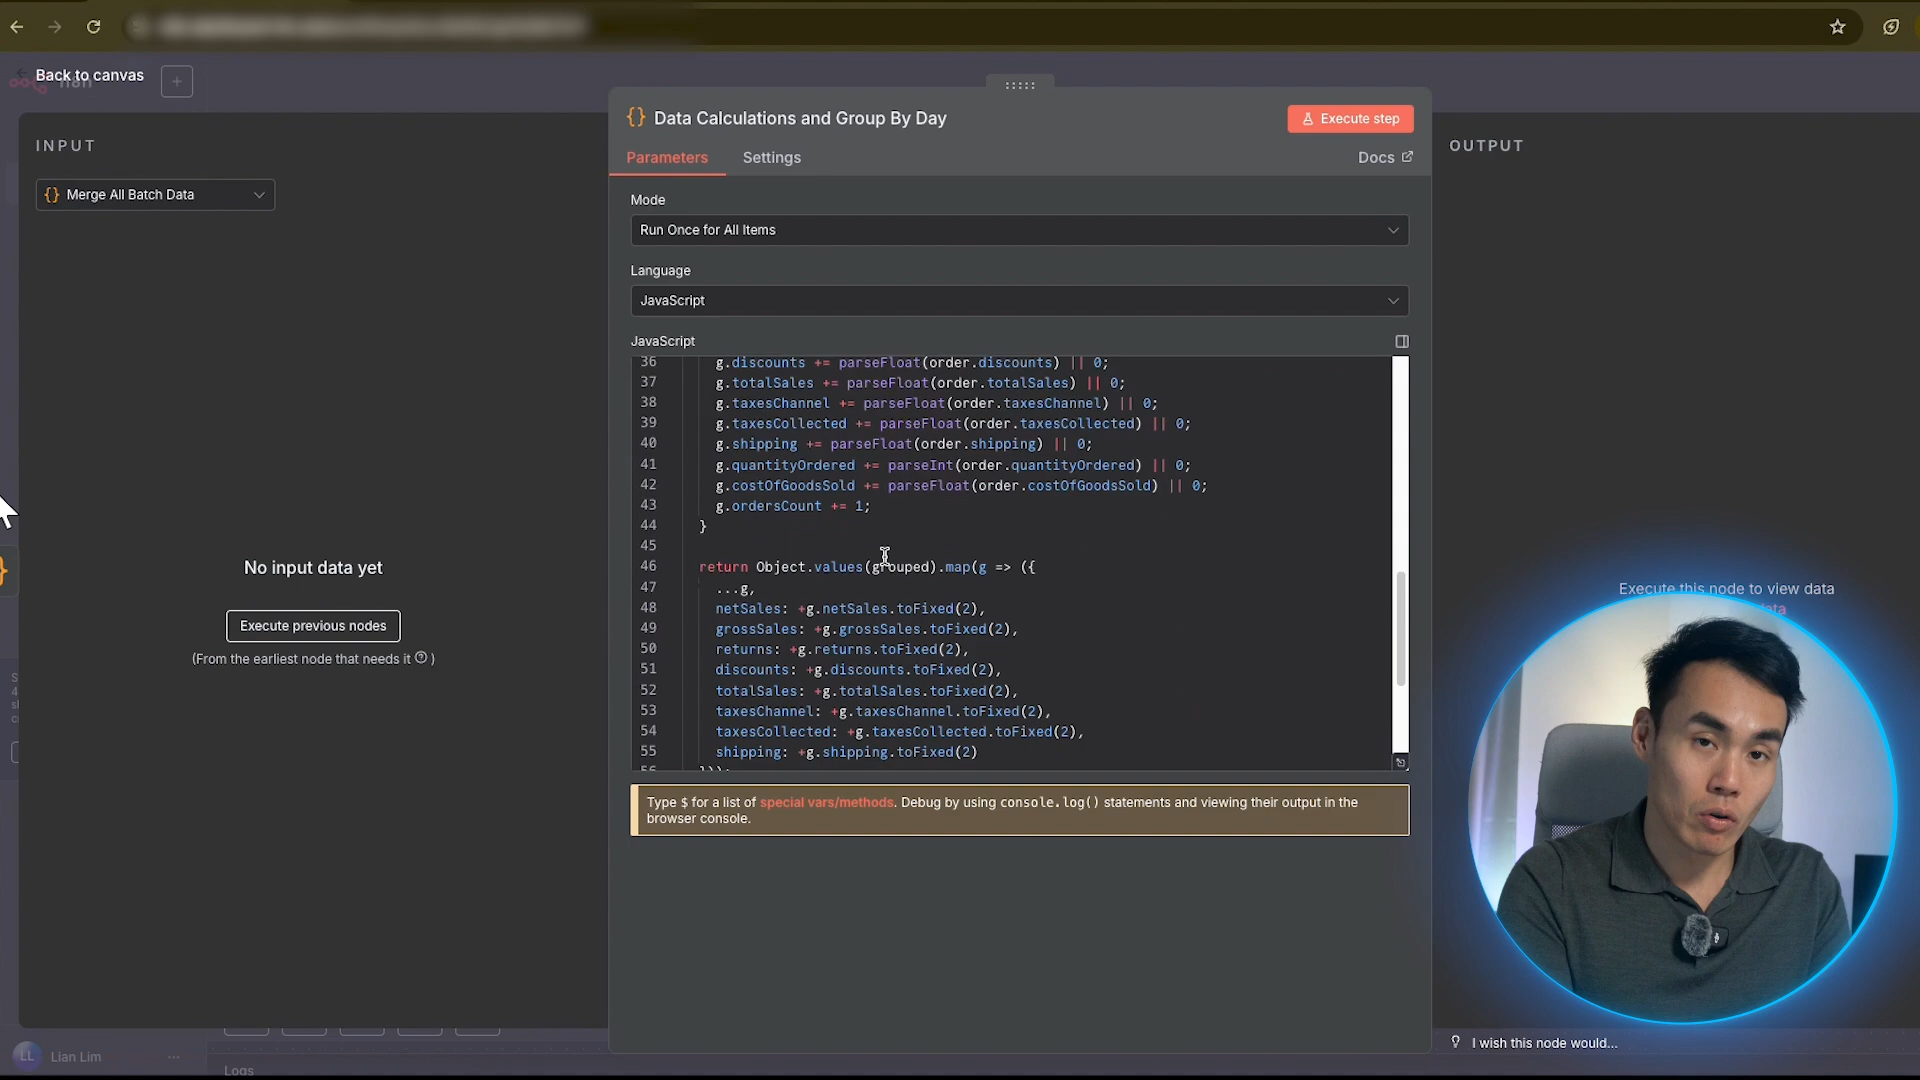 Back to canvas
n8n
+
INPUT
Merge All Batch Data
No input data yet
Execute previous nodes
(From the earliest node that needs it ?)
Data Calculations and Group By Day
Execute step
Parameters
Settings
Docs
Mode
Run Once for All Items
Language
JavaScript
JavaScript
36 g.discounts += parseFloat(order.discounts) || 0;
37 g.totalSales += parseFloat(order.totalSales) || 0;
38 g.taxesChannel += parseFloat(order.taxesChannel) || 0;
39 g.taxesCollected += parseFloat(order.taxesCollected) || 0;
40 g.shipping += parseFloat(order.shipping) || 0;
41 g.quantityOrdered += parseInt(order.quantityOrdered) || 0;
42 g.costOfGoodsSold += parseFloat(order.costOfGoodsSold) || 0;
43 g.ordersCount += 1;
44 }
45
46 return Object.values(grouped).map(g => ({
47 ...g,
48 netSales: +g.netSales.toFixed(2),
49 grossSales: +g.grossSales.toFixed(2),
50 returns: +g.returns.toFixed(2),
51 discounts: +g.discounts.toFixed(2),
52 totalSales: +g.totalSales.toFixed(2),
53 taxesChannel: +g.taxesChannel.toFixed(2),
54 taxesCollected: +g.taxesCollected.toFixed(2),
55 shipping: +g.shipping.toFixed(2)
56 }));
Type $ for a list of special vars/methods. Debug by using console.log() statements and viewing their output in the
browser console.
OUTPUT
Execute this node to view data
data
I wish this node would...
LL
Lian Lim
Logs